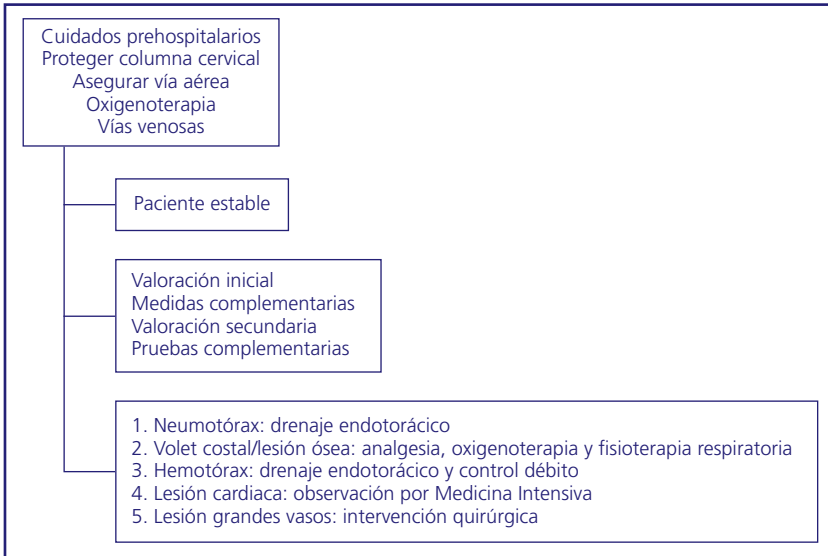 Cuidados prehospitalarios
Proteger columna cervical
Asegurar vía aérea
Oxigenoterapia
Vías venosas
Paciente estable
Valoración inicial
Medidas complementarias
Valoración secundaria
Pruebas complementarias
1. Neumotórax: drenaje endotorácico
2. Volet costal/lesión ósea: analgesia, oxigenoterapia y fisioterapia respiratoria
3. Hemotórax: drenaje endotorácico y control débito
4. Lesión cardiaca: observación por Medicina Intensiva
5. Lesión grandes vasos: intervención quirúrgica